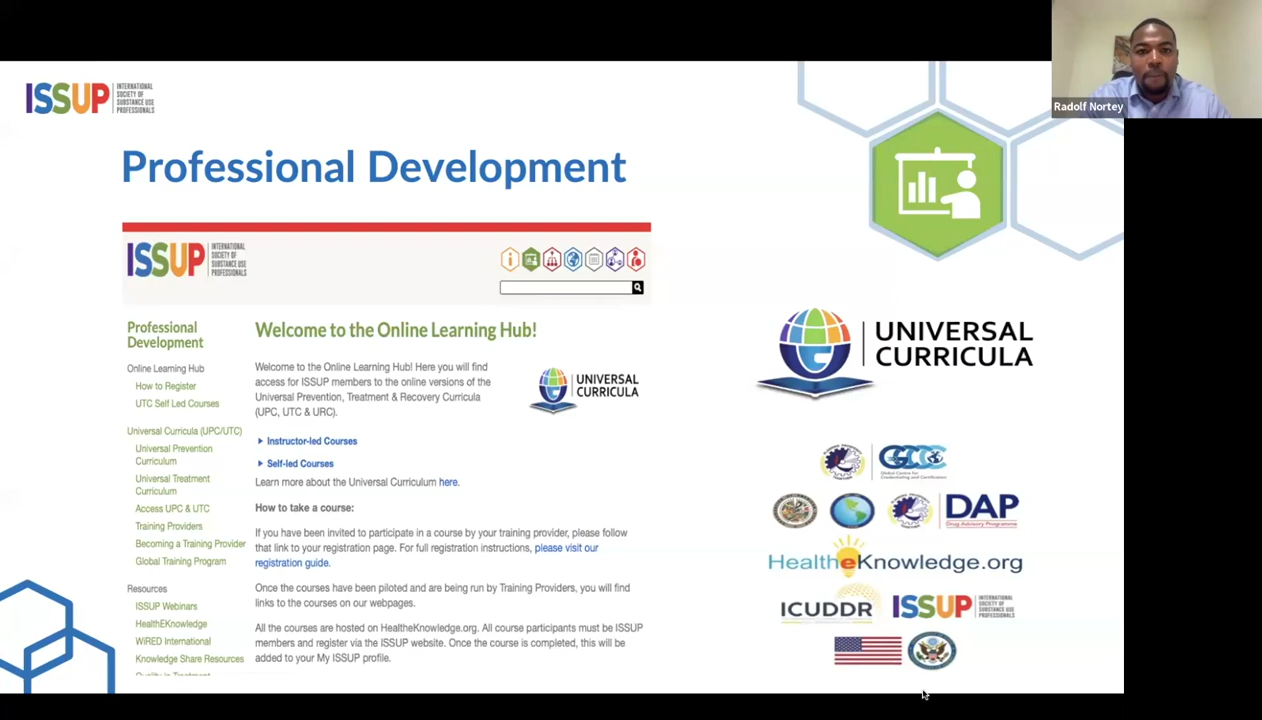 Radolf Nortey
ISSUP
INTERNATIONAL
SOCIETY OF
SUBSTANCE USE
PROFESSIONALS
Professional Development
ISSUP
INTERNATIONAL
SOCIETY OF
SUBSTANCE USE
PROFESSIONALS
Professional
Development
Online Learning Hub
How to Register
UTC Self Led Courses
Universal Curricula (UPC/UTC)
Universal Prevention
Curriculum
Universal Treatment
Curriculum
Access UPC & UTC
Training Providers
Becoming a Training Provider
Global Training Program
Resources
ISSUP Webinars
HealthEKnowledge
WiRED International
Knowledge Share Resources
Quality in Treatment
Welcome to the Online Learning Hub!
Welcome to the Online Learning Hub! Here you will find
access for ISSUP members to the online versions of the
Universal Prevention, Treatment & Recovery Curricula
(UPC, UTC & URC).
UNIVERSAL
CURRICULA
Instructor-led Courses
Self-led Courses
Learn more about the Universal Curriculum here.
How to take a course:
If you have been invited to participate in a course by your training provider, please follow
that link to your registration page. For full registration instructions, please visit our
registration guide.
Once the courses have been piloted and are being run by Training Providers, you will find
links to the courses on our webpages.
All the courses are hosted on HealtheKnowledge.org. All course participants must be ISSUP
members and register via the ISSUP website. Once the course is completed, this will be
added to your My ISSUP profile.
UNIVERSAL
CURRICULA
GCCC
Global Centre for
Credentialing and Certification
DAP
Drug Advisory Programme
HealtheKnowledge.org
ICUDDR
ISSUP
INTERNATIONAL
SOCIETY OF
SUBSTANCE USE
PROFESSIONALS